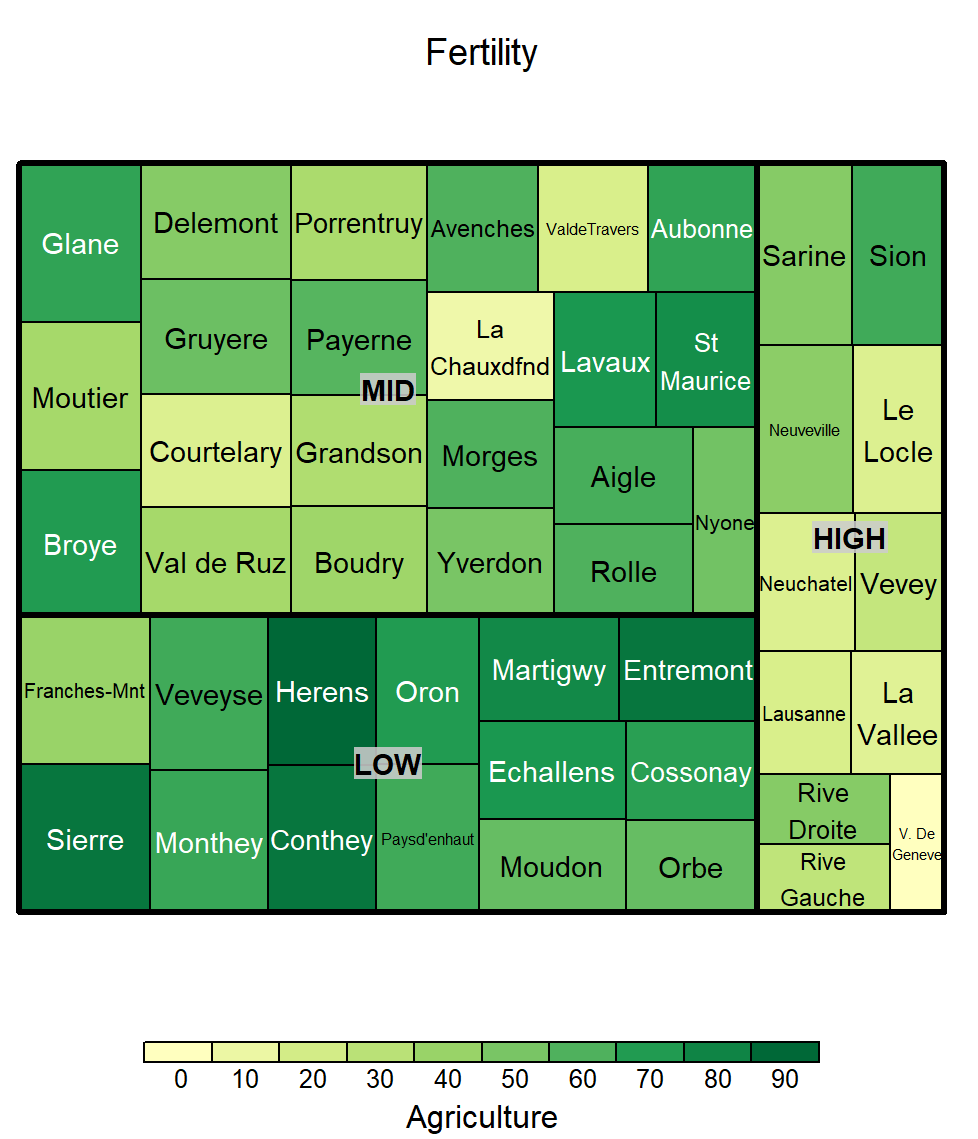 Fertility
Glane
Delemont
Porrentruy
Avenches
ValdeTravers
Aubonne
Sarine
Sion
Gruyere
Payerne
La
Chauxdfnd
Lavaux
St
Maurice
MID
Moutier
Courtelary
Grandson
Morges
Aigle
Nyone
Neuveville
Le
Locle
Broye
Val de Ruz
Boudry
Yverdon
Rolle
HIGH
Neuchatel
Vevey
Franches-Mnt
Veveyse
Herens
Oron
Martigwy
Entremont
Lausanne
La
Vallee
LOW
Echallens
Cossonay
Sierre
Monthey
Conthey
Paysd'enhaut
Moudon
Orbe
Rive
Droite
V. De
Geneve
Rive
Gauche
0 10 20 30 40 50 60 70 80 90
Agriculture